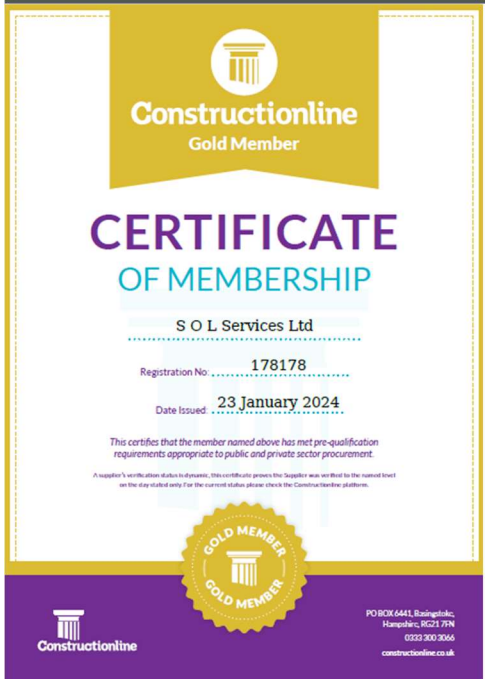 Constructionline
Gold Member
CERTIFICATE
OF MEMBERSHIP
S O L Services Ltd
Registration No: 178178
Date Issued: 23 January 2024
This certifies that the member named above has met pre-qualification
requirements appropriate to public and private sector procurement.
A supplier's verification status is dynamic, this certificate proves the Supplier was verified to the named level
on the day stated only. For the current status please check the Constructionline platform.
GOLD MEMBER
GOLD MEMBER
Constructionline
PO BOX 6441, Basingstoke,
Hampshire, RG21 7FN
0333 300 3066
constructionline.co.uk